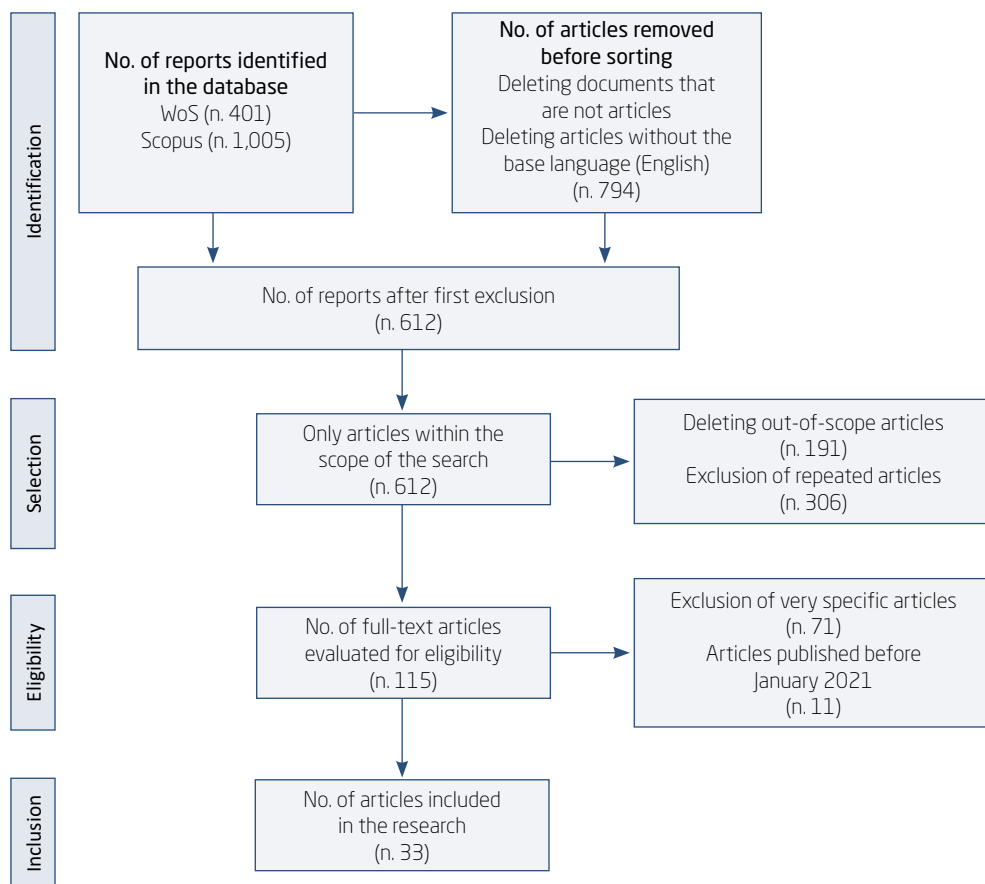 Identification
No. of reports identified
in the database
WoS (n. 401)
Scopus (n. 1,005)
No. of articles removed
before sorting
Deleting documents that
are not articles
Deleting articles without the
base language (English)
(n. 794)
No. of reports after first exclusion
(n. 612)
Selection
Only articles within the
scope of the search
(n. 612)
Deleting out-of-scope articles
(n. 191)
Exclusion of repeated articles
(n. 306)
Eligibility
No. of full-text articles
evaluated for eligibility
(n. 115)
Exclusion of very specific articles
(n. 71)
Articles published before
January 2021
(n. 11)
Inclusion
No. of articles included
in the research
(n. 33)